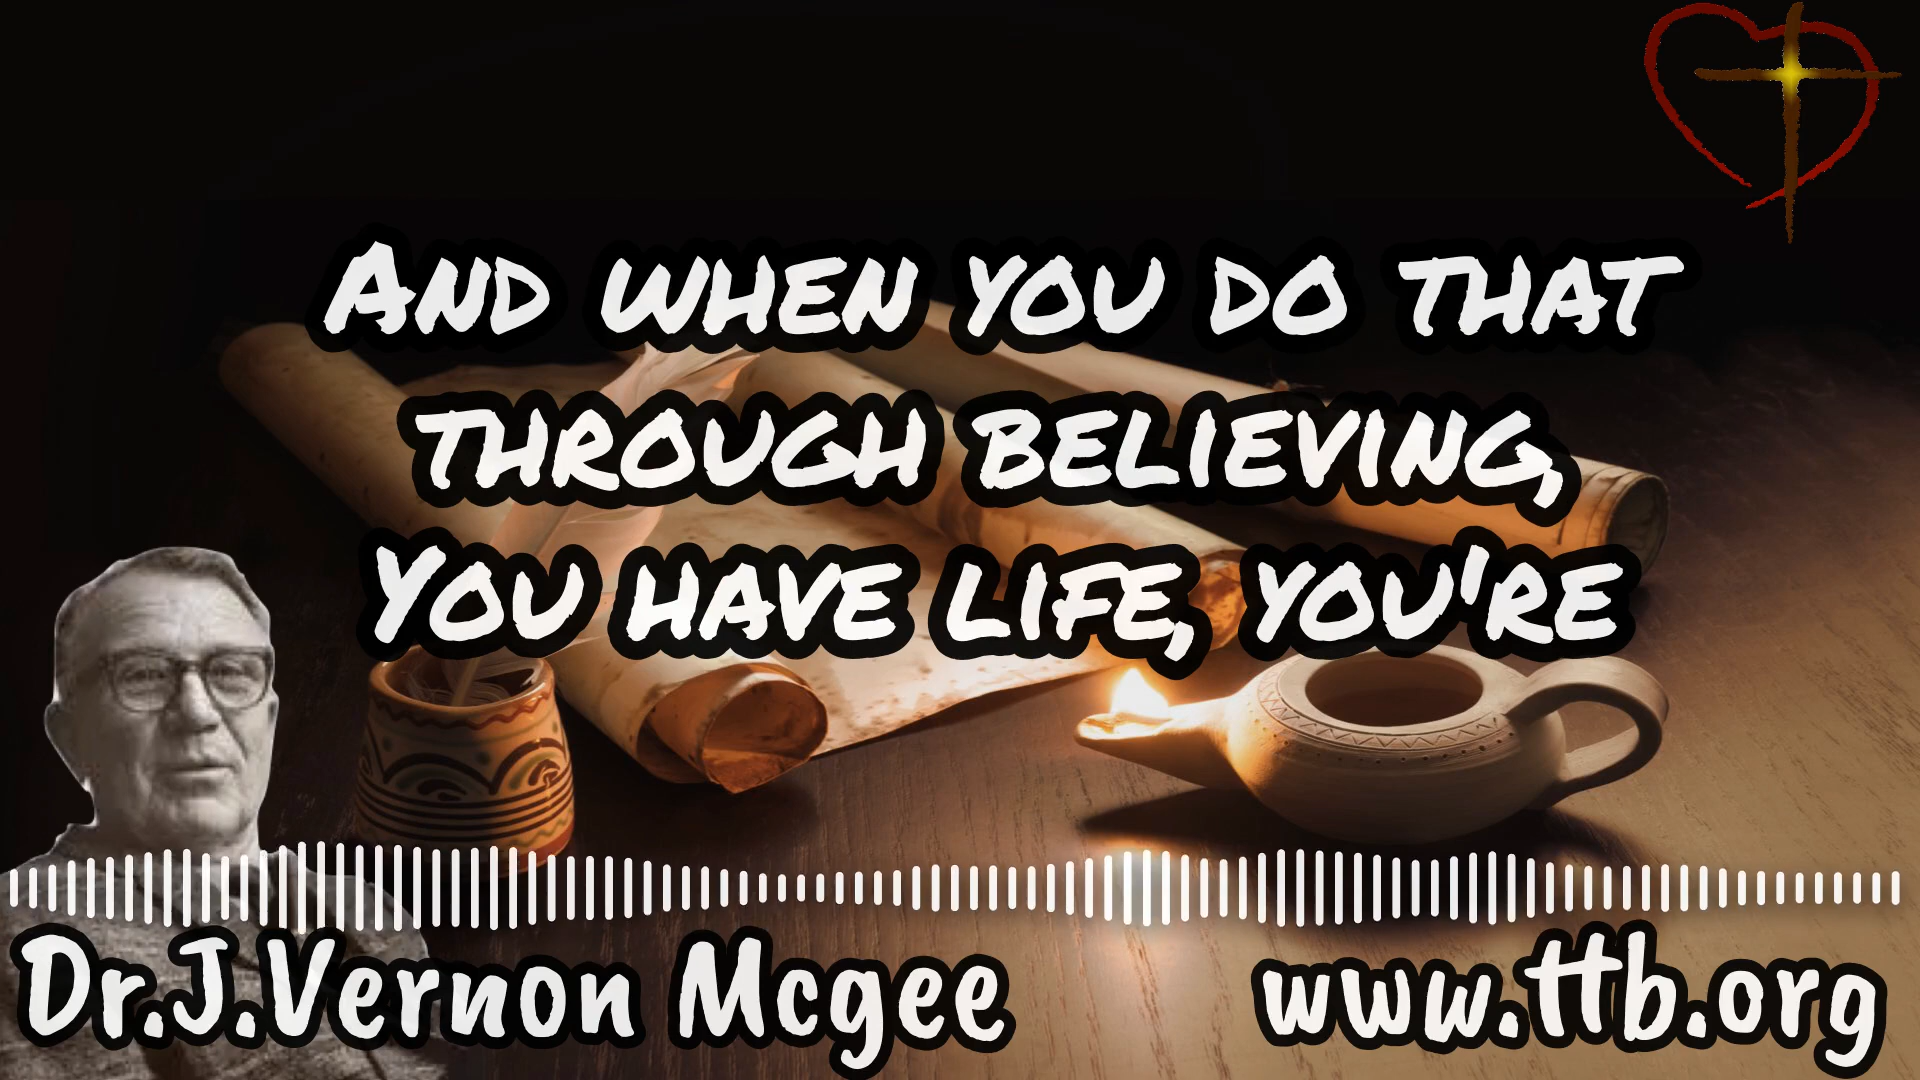 And when you do that
through believing,
You have life, you're
Dr.J.Vernon Mcgee
www.ttb.org